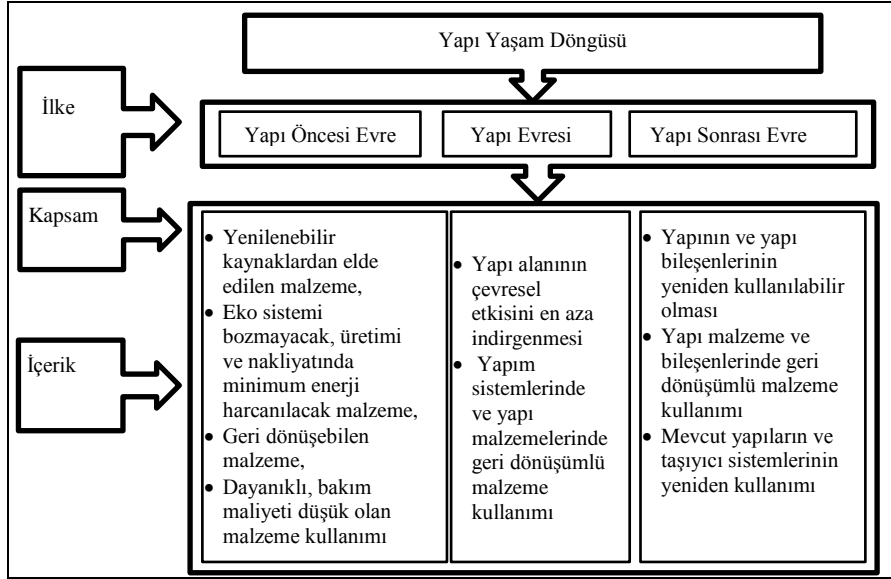 Yapı Yaşam Döngüsü
İlke
Yapı Öncesi Evre
Yapı Evresi
Yapı Sonrası Evre
Kapsam
İçerik
• Yenilenebilir
kaynaklardan elde
edilen malzeme,
• Eko sistemi
bozmayacak, üretimi
ve nakliyatında
minimum enerji
harcanılacak malzeme,
• Geri dönüşebilen
malzeme,
• Dayanıklı, bakım
maliyeti düşük olan
malzeme kullanımı
• Yapı alanının
çevresel
etkisini en aza
indirgenmesi
• Yapım
sistemlerinde
ve yapı
malzemelerinde
geri dönüşümlü
malzeme
kullanımı
• Yapının ve yapı
bileşenlerinin
yeniden kullanılabilir
olması
• Yapı malzeme ve
bileşenlerinde geri
dönüşümlü malzeme
kullanımı
• Mevcut yapıların ve
taşıyıcı sistemlerinin
yeniden kullanımı